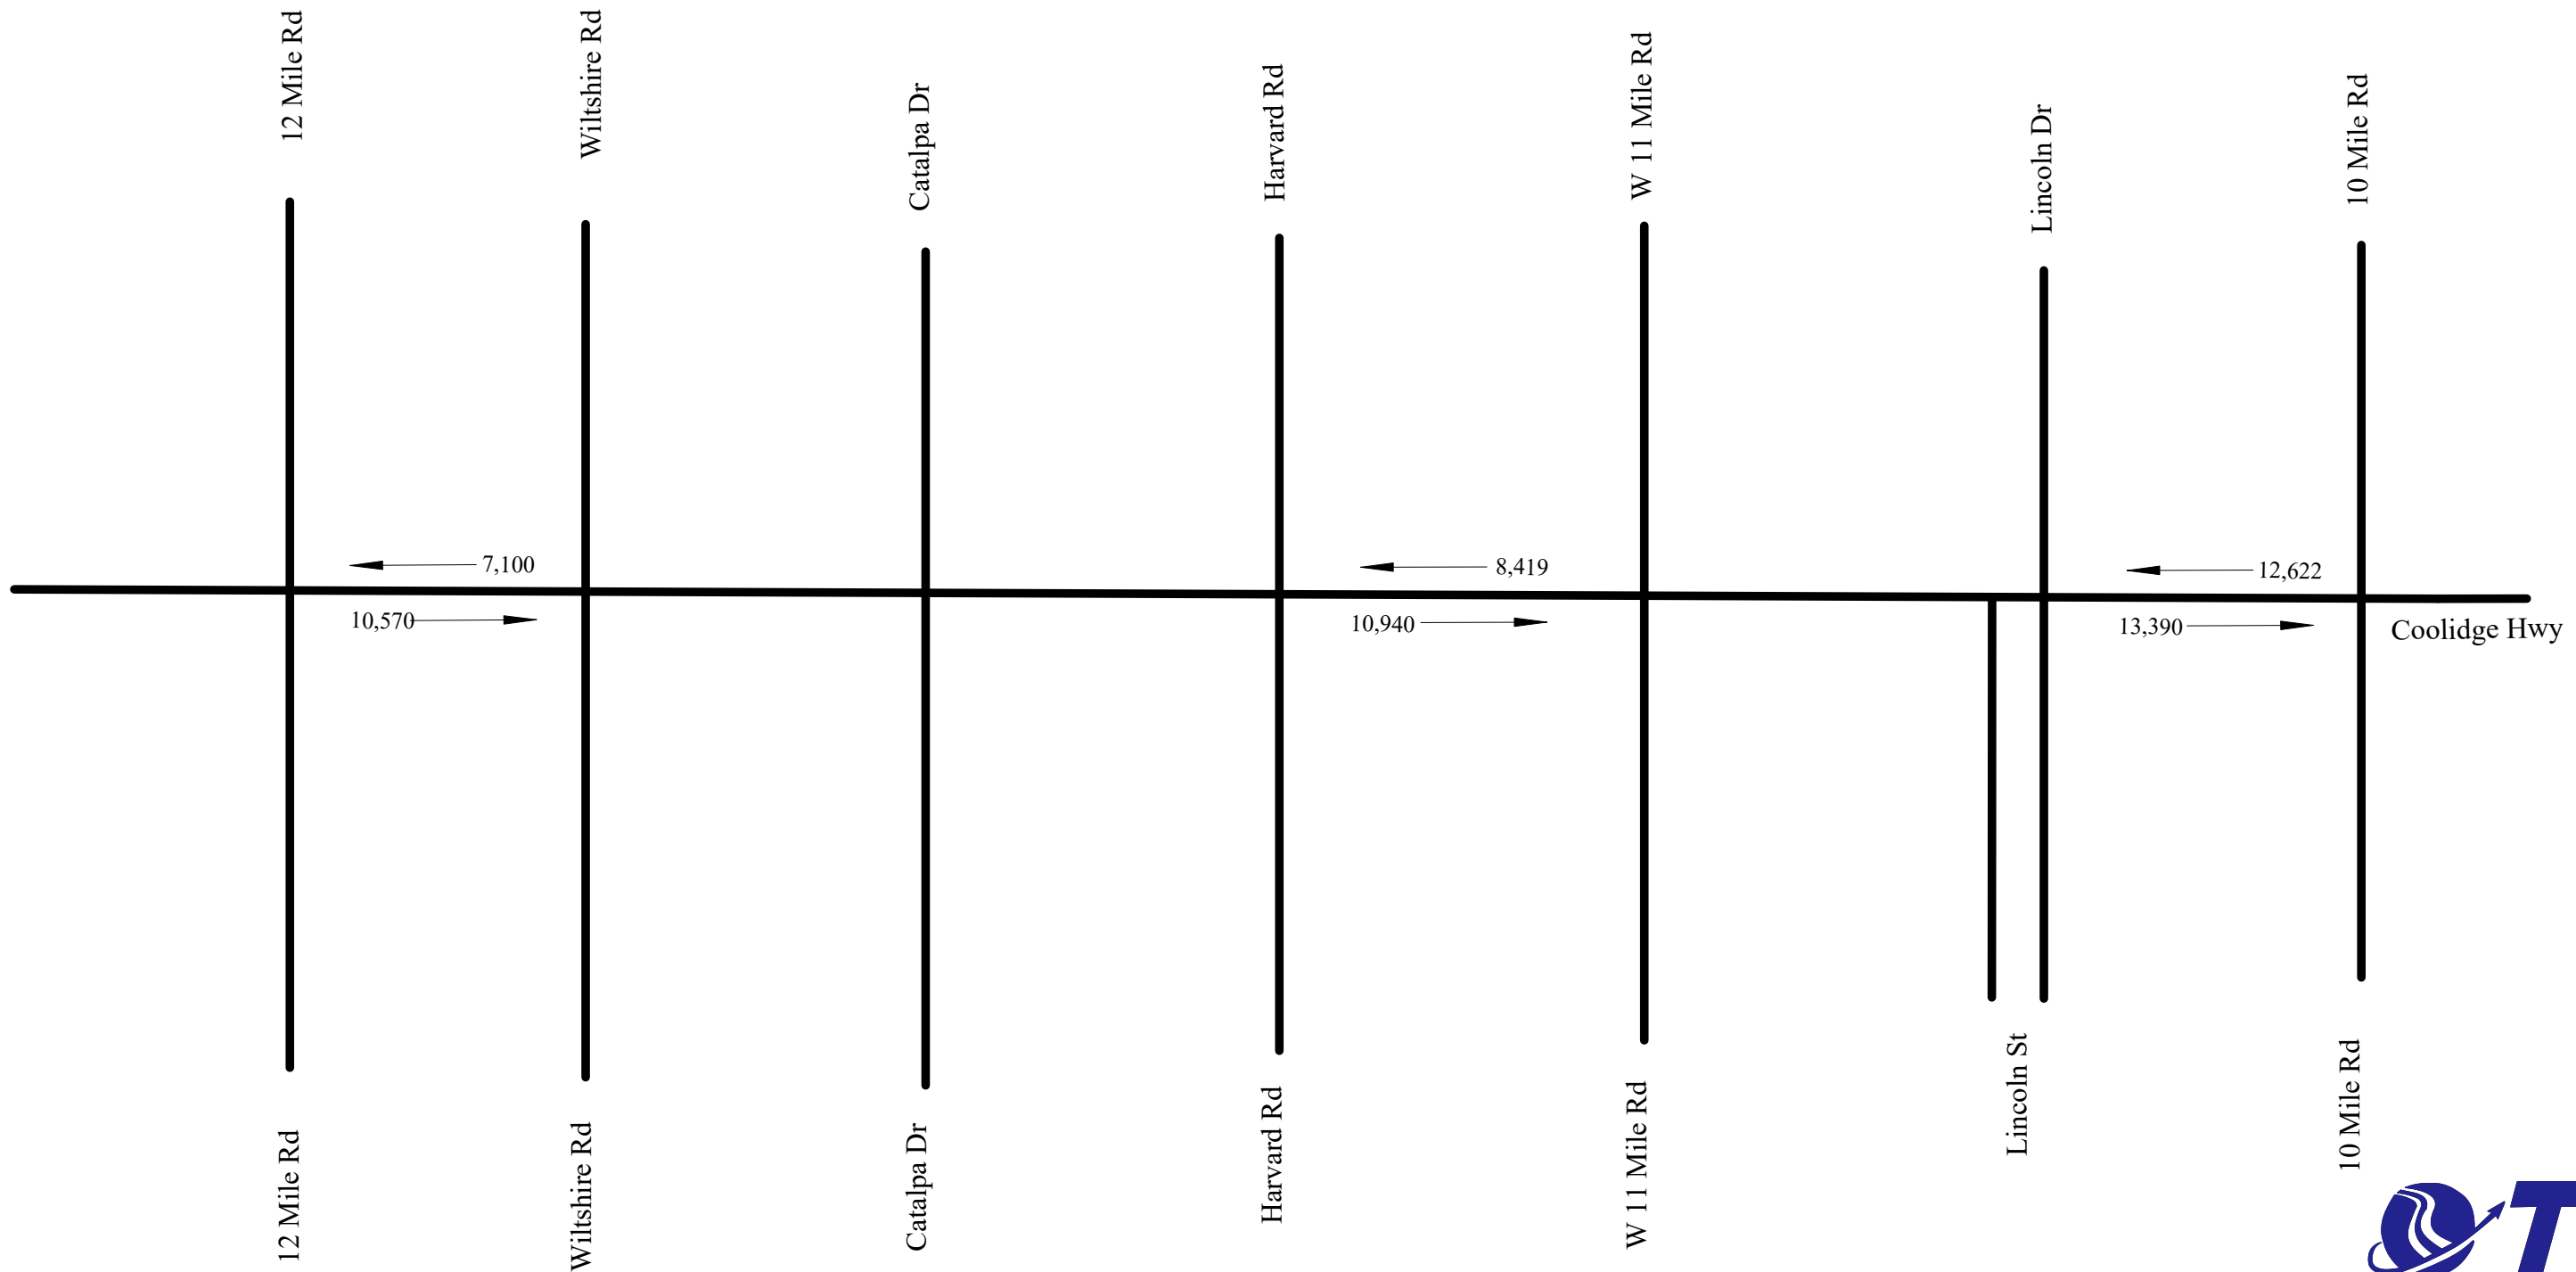 12 Mile Rd
Wiltshire Rd
Catalpa Dr
Harvard Rd
W 11 Mile Rd
Lincoln Dr
10 Mile Rd
7,100
8,419
12,622
10,570
10,940
13,390
Coolidge Hwy
12 Mile Rd
Wiltshire Rd
Catalpa Dr
Harvard Rd
W 11 Mile Rd
Lincoln St
10 Mile Rd
T